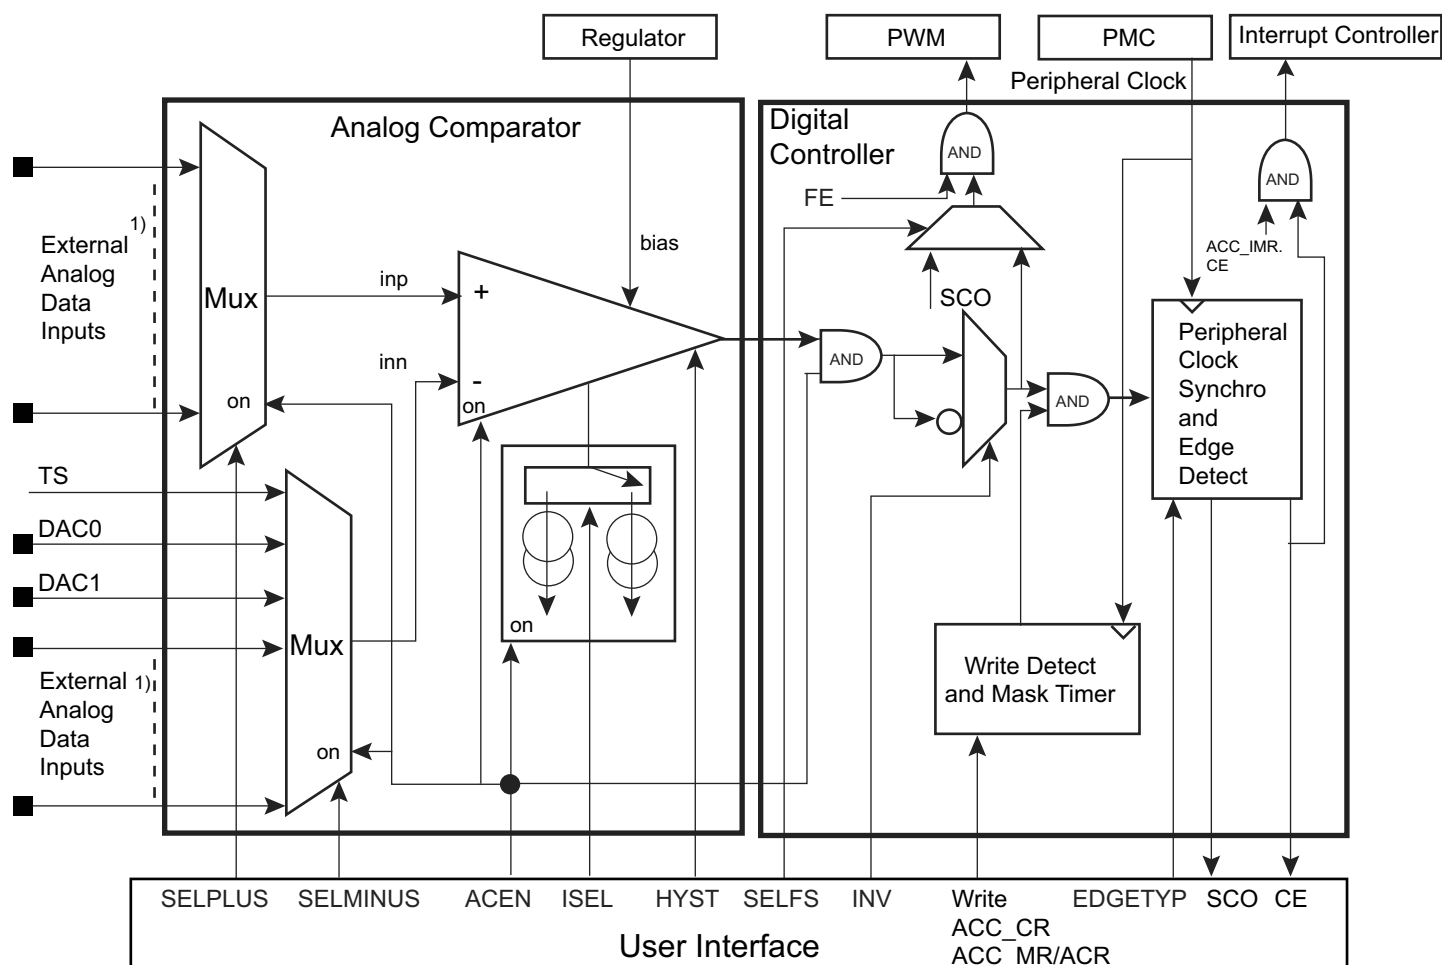 Regulator
PWM
PMC
Interrupt Controller
Peripheral Clock
Analog Comparator
Digital
Controller
AND
AND
FE
External 1)
Analog
Data
Inputs
Mux
on
inp
inn
bias
+
-
on
ACC_IMR.
CE
SCO
AND
AND
Peripheral
Clock
Synchro
and
Edge
Detect
TS
DAC0
DAC1
External 1)
Analog
Data
Inputs
Mux
on
on
Write Detect
and Mask Timer
SELPLUS
SELMINUS
ACEN
ISEL
HYST
SELFS
INV
Write
ACC_CR
ACC_MR/ACR
EDGETYP
SCO
CE
User Interface